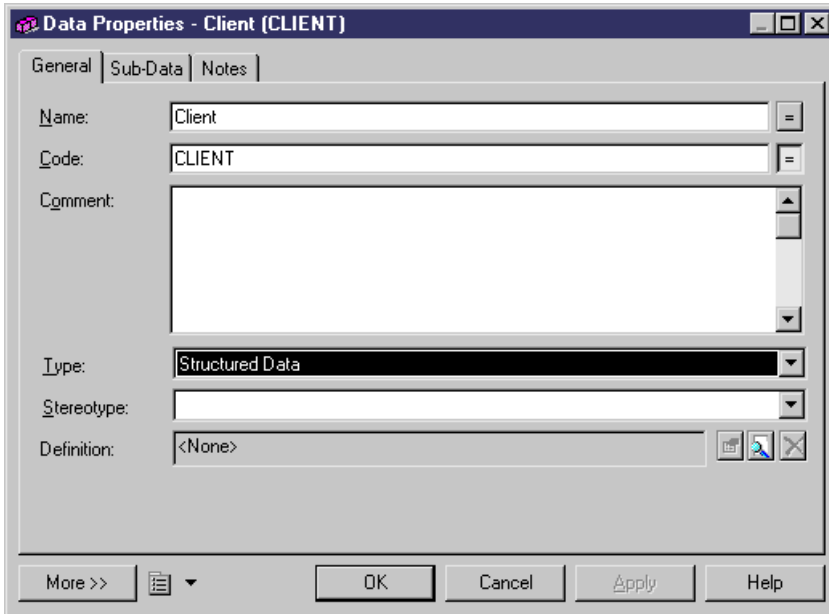 Data Properties - Client (CLIENT)
General Sub-Data Notes
Name: Client =
Code: CLIENT =
Comment:
Type: Structured Data
Stereotype:
Definition: <None>
More >> OK Cancel Apply Help